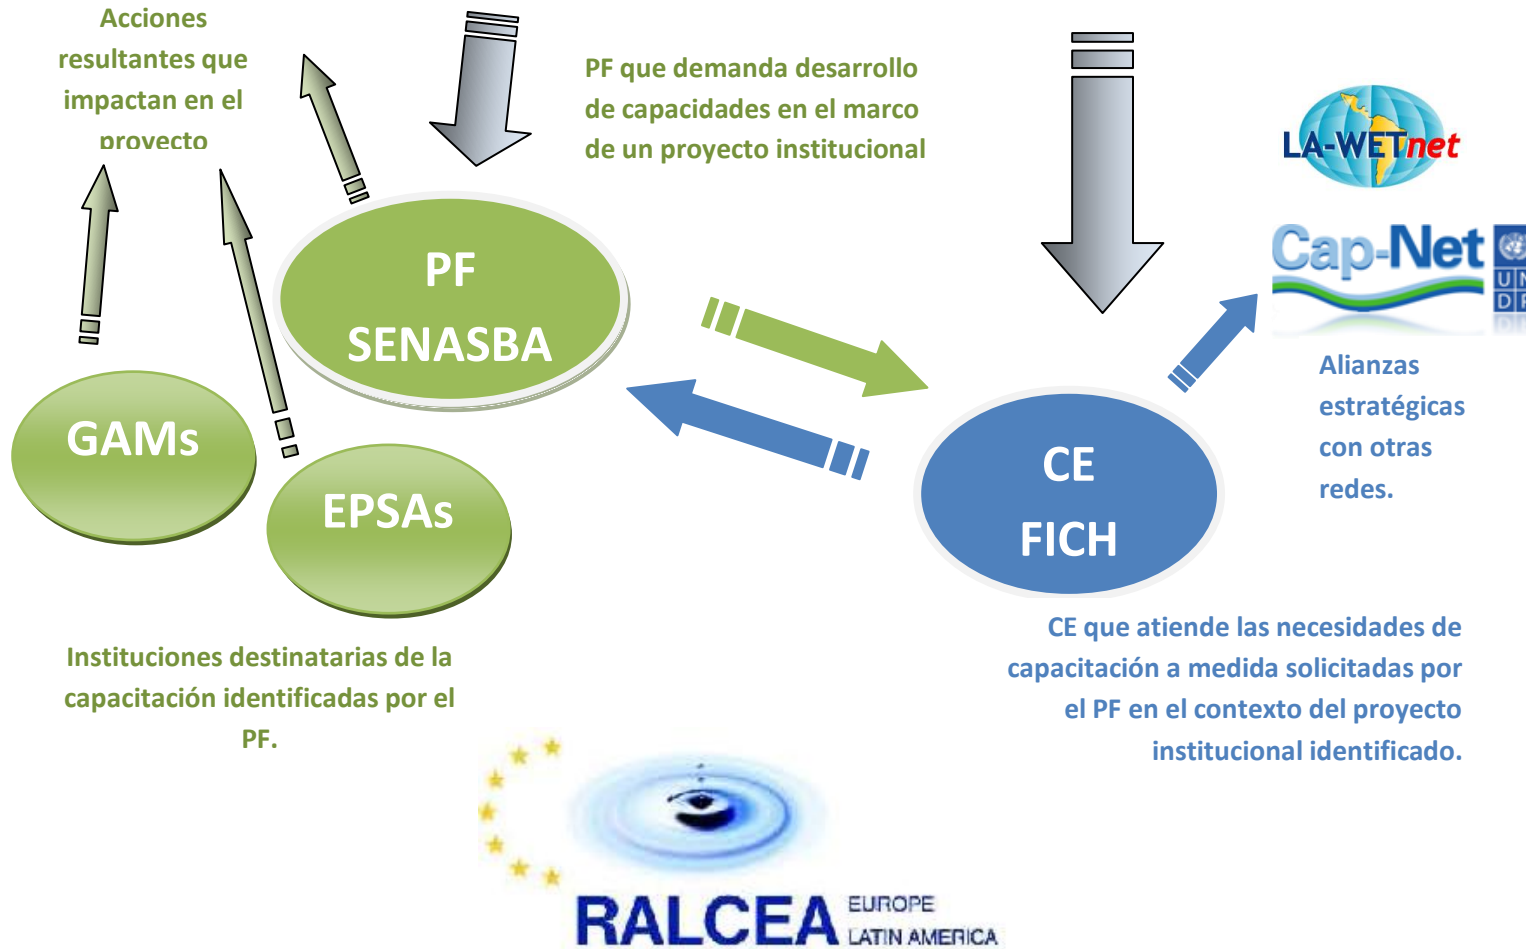 Acciones
resultantes que
impactan en el
proyecto
PF que demanda desarrollo
de capacidades en el marco
de un proyecto institucional
LA-WETnet
Cap-Net
UN
DP
PF
SENASBA
GAMs
EPSAs
CE
FICH
Alianzas
estratégicas
con otras
redes.
Instituciones destinatarias de la
capacitación identificadas por el
PF.
CE que atiende las necesidades de
capacitación a medida solicitadas por
el PF en el contexto del proyecto
institucional identificado.
RALCEA
EUROPE
LATIN AMERICA